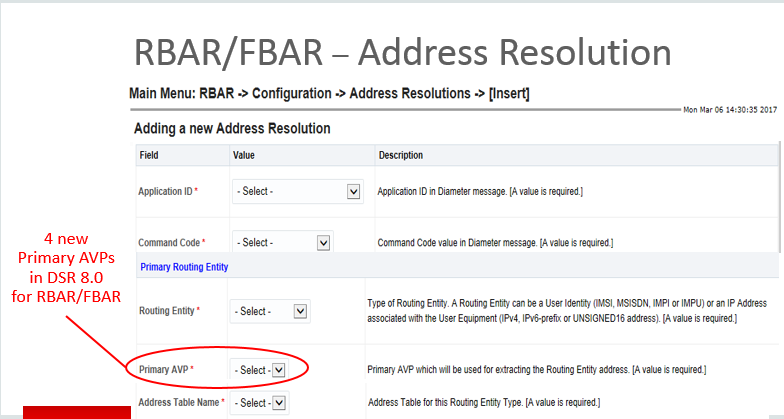 RBAR/FBAR – Address Resolution
Main Menu: RBAR -> Configuration -> Address Resolutions -> [Insert]
Mon Mar 06 14:30:35 2017
Adding a new Address Resolution
Field Value Description
Application ID * - Select - Application ID in Diameter message. [A value is required.]
Command Code * - Select - Command Code value in Diameter message. [A value is required.]
Primary Routing Entity
Routing Entity * - Select - Type of Routing Entity. A Routing Entity can be a User Identity (IMSI, MSISDN, IMPI or IMPU) or an IP Address
associated with the User Equipment (IPv4, IPv6-prefix or UNSIGNED16 address). [A value is required.]
Primary AVP * - Select - Primary AVP which will be used for extracting the Routing Entity address. [A value is required.]
Address Table Name * - Select - Address Table for this Routing Entity Type. [A value is required.]
4 new
Primary AVPs
in DSR 8.0
for RBAR/FBAR